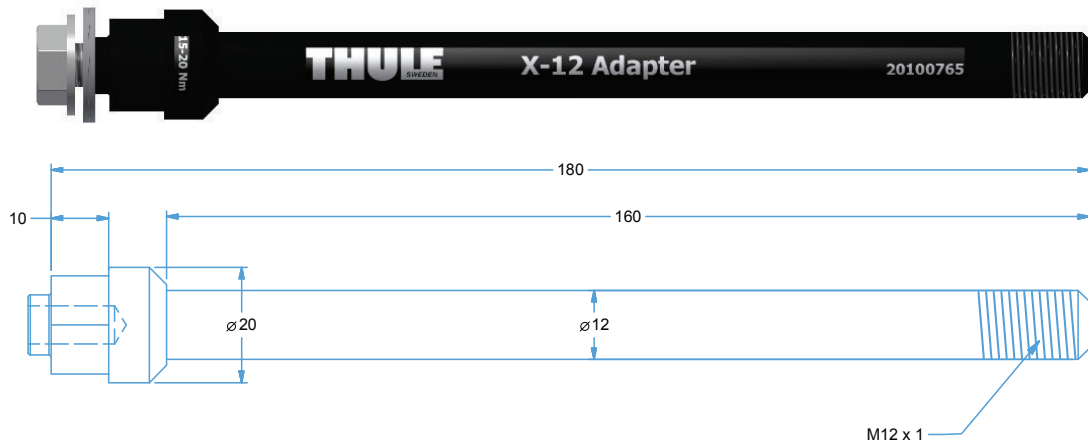 15-20 Nm
THULE
SWEDEN
X-12 Adapter
20100765
180
10
160
⌀20
⌀12
M12 x 1